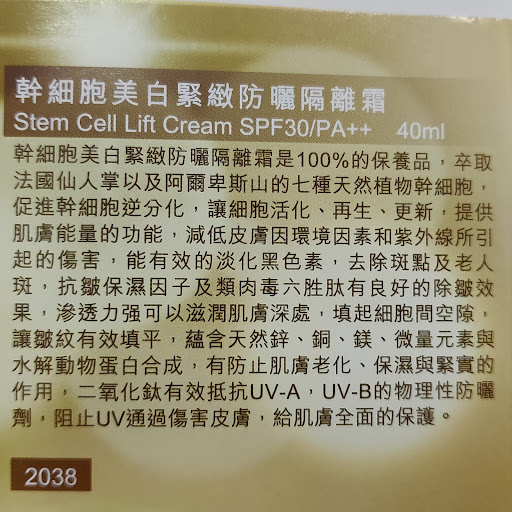 幹細胞美白緊緻防曬隔離霜
Stem Cell Lift Cream SPF30/PA++ 40ml
幹細胞美白緊緻防曬隔離霜是100%的保養品，卒取
法國仙人掌以及阿爾卑斯山的七種天然植物幹細胞，
促進幹細胞逆分化，讓細胞活化、再生、更新，提供
肌膚能量的功能，減低皮膚因環境因素和紫外線所引
起的傷害，能有效的淡化黑色素，去除斑點及老人
斑，抗皺保濕因子及類肉毒六胜肽有良好的除皺效
果，滲透力强可以滋潤肌膚深處，填起細胞間空隙，
讓皺紋有效填平，蘊含天然鋅、銅、鎂、微量元素與
水解動物蛋白合成，有防止肌膚老化、保濕與緊實的
作用，二氧化鈦有效抵抗UV-A，UV-B的物理性防曬
劑，阻止UV通過傷害皮膚，給肌膚全面的保護。
2038